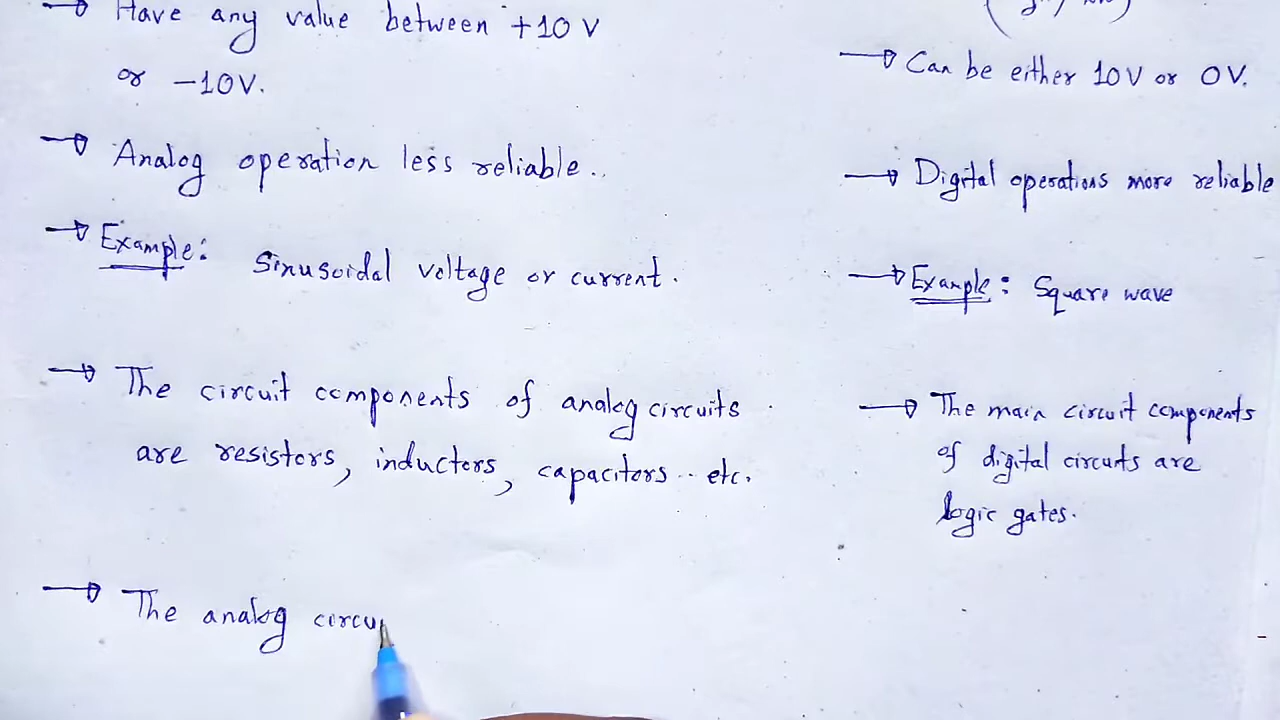 → Have any value between +10 V
or -10V.
→ Analog operation less reliable.
→ Example: Sinusoidal voltage or current.
→ The circuit components of analog circuits
are resistors, inductors, capacitors .. etc.
→ The analog circu
→ Can be either 10V or 0V.
→ Digital operations more reliable
→ Example: Square wave
→ The main circuit components
of digital circuits are
logic gates.